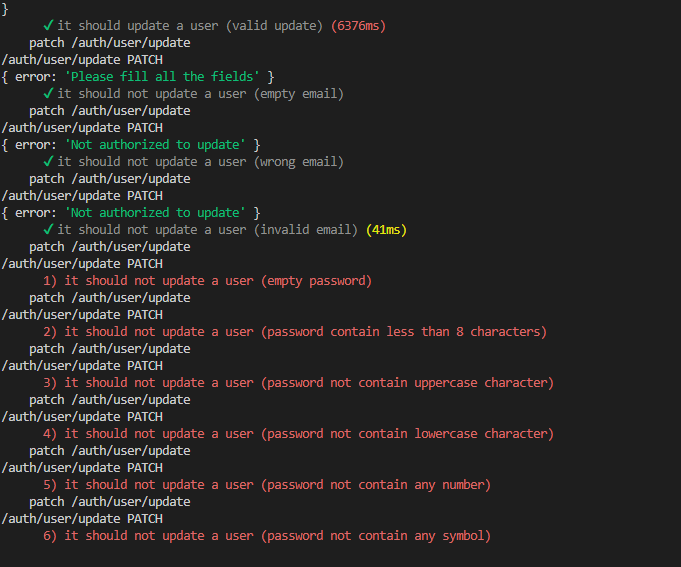 }
✓ it should update a user (valid update) (6376ms)
patch /auth/user/update
/auth/user/update PATCH
{ error: 'Please fill all the fields' }
✓ it should not update a user (empty email)
patch /auth/user/update
/auth/user/update PATCH
{ error: 'Not authorized to update' }
✓ it should not update a user (wrong email)
patch /auth/user/update
/auth/user/update PATCH
{ error: 'Not authorized to update' }
✓ it should not update a user (invalid email) (41ms)
patch /auth/user/update
/auth/user/update PATCH
1) it should not update a user (empty password)
patch /auth/user/update
/auth/user/update PATCH
2) it should not update a user (password contain less than 8 characters)
patch /auth/user/update
/auth/user/update PATCH
3) it should not update a user (password not contain uppercase character)
patch /auth/user/update
/auth/user/update PATCH
4) it should not update a user (password not contain lowercase character)
patch /auth/user/update
/auth/user/update PATCH
5) it should not update a user (password not contain any number)
patch /auth/user/update
/auth/user/update PATCH
6) it should not update a user (password not contain any symbol)